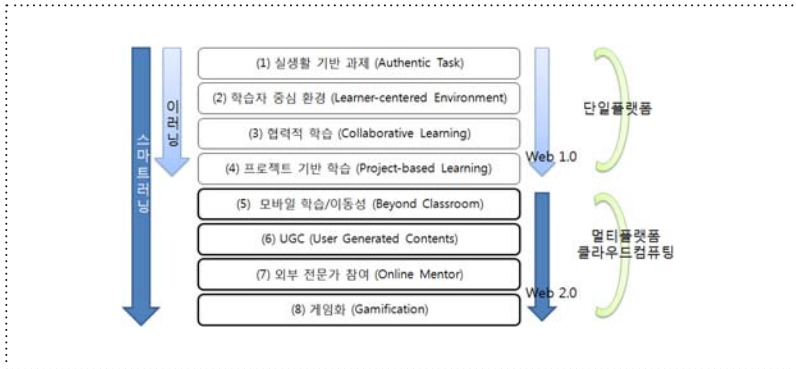 스마트러닝
이러닝
(1) 실생활 기반 과제 (Authentic Task)
(2) 학습자 중심 환경 (Learner-centered Environment)
(3) 협력적 학습 (Collaborative Learning)
(4) 프로젝트 기반 학습 (Project-based Learning)
(5) 모바일 학습/이동성 (Beyond Classroom)
(6) UGC (User Generated Contents)
(7) 외부 전문가 참여 (Online Mentor)
(8) 게임화 (Gamification)
Web 1.0
Web 2.0
단일플랫폼
멀티플랫폼
클라우드컴퓨팅